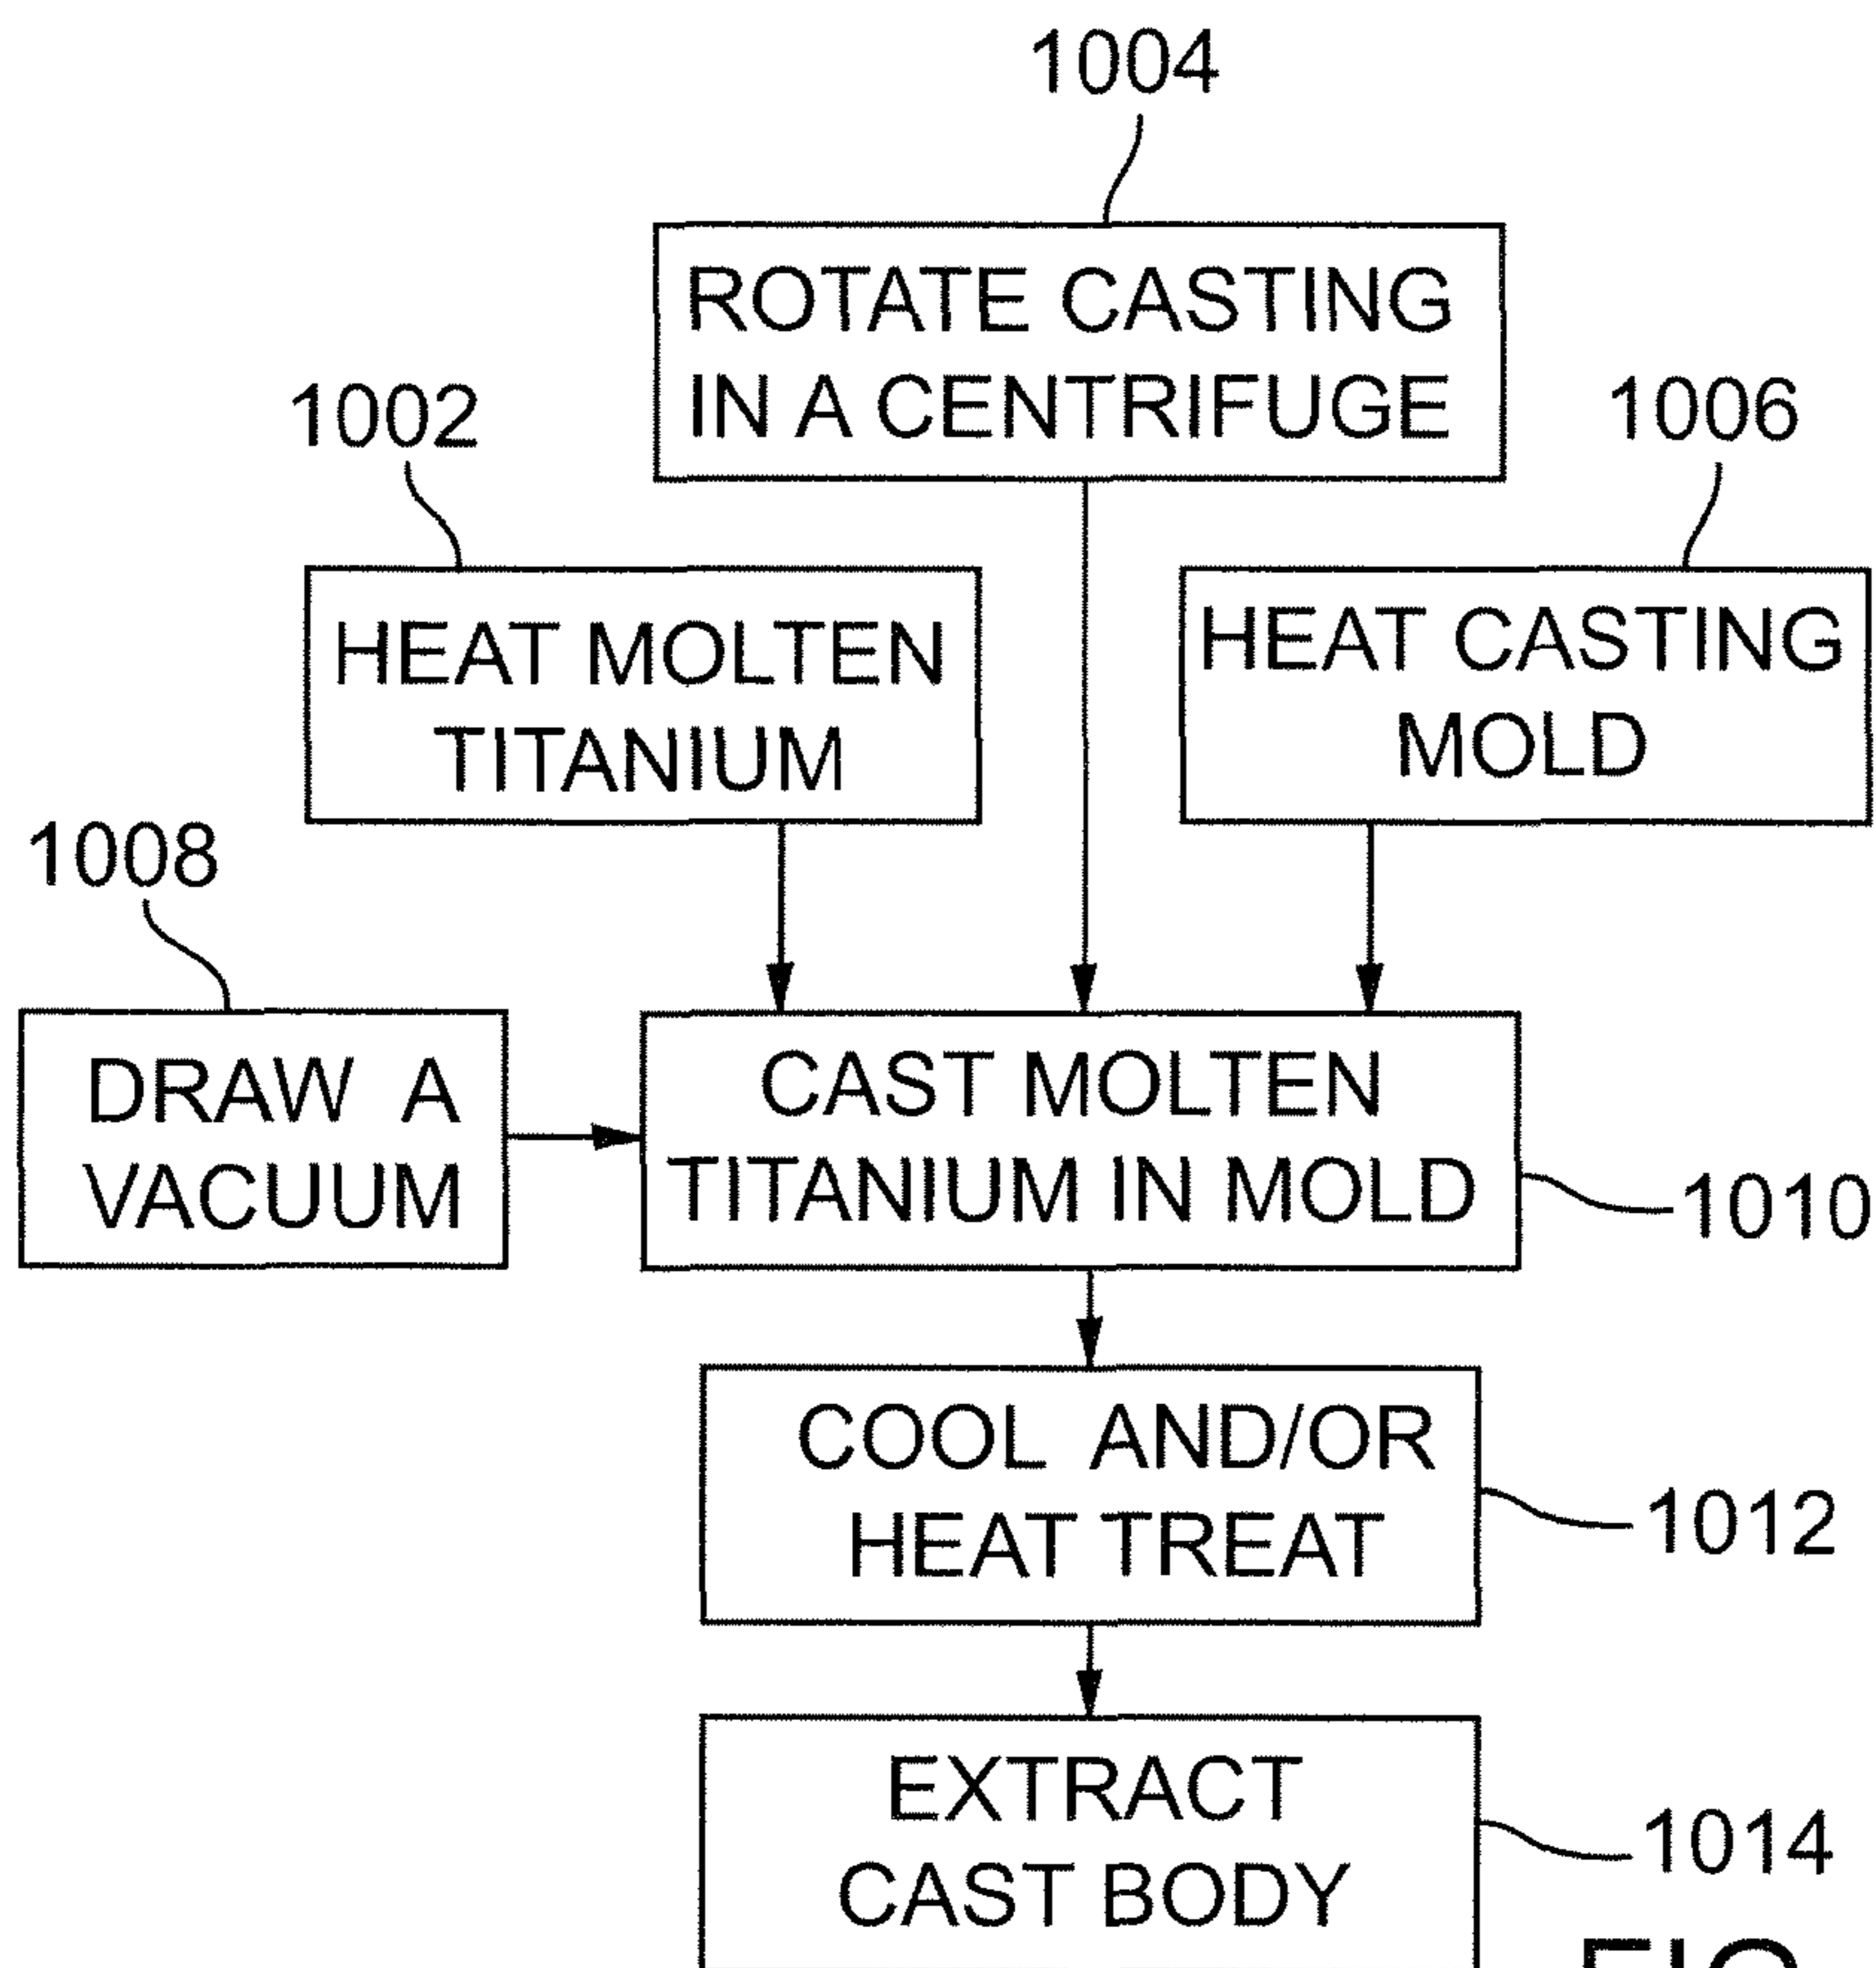 1004
ROTATE CASTING
IN A CENTRIFUGE
1002
1006
HEAT MOLTEN
TITANIUM
HEAT CASTING
MOLD
1008
DRAW A
VACUUM
CAST MOLTEN
TITANIUM IN MOLD
1010
COOL AND/OR
HEAT TREAT
1012
EXTRACT
CAST BODY
1014